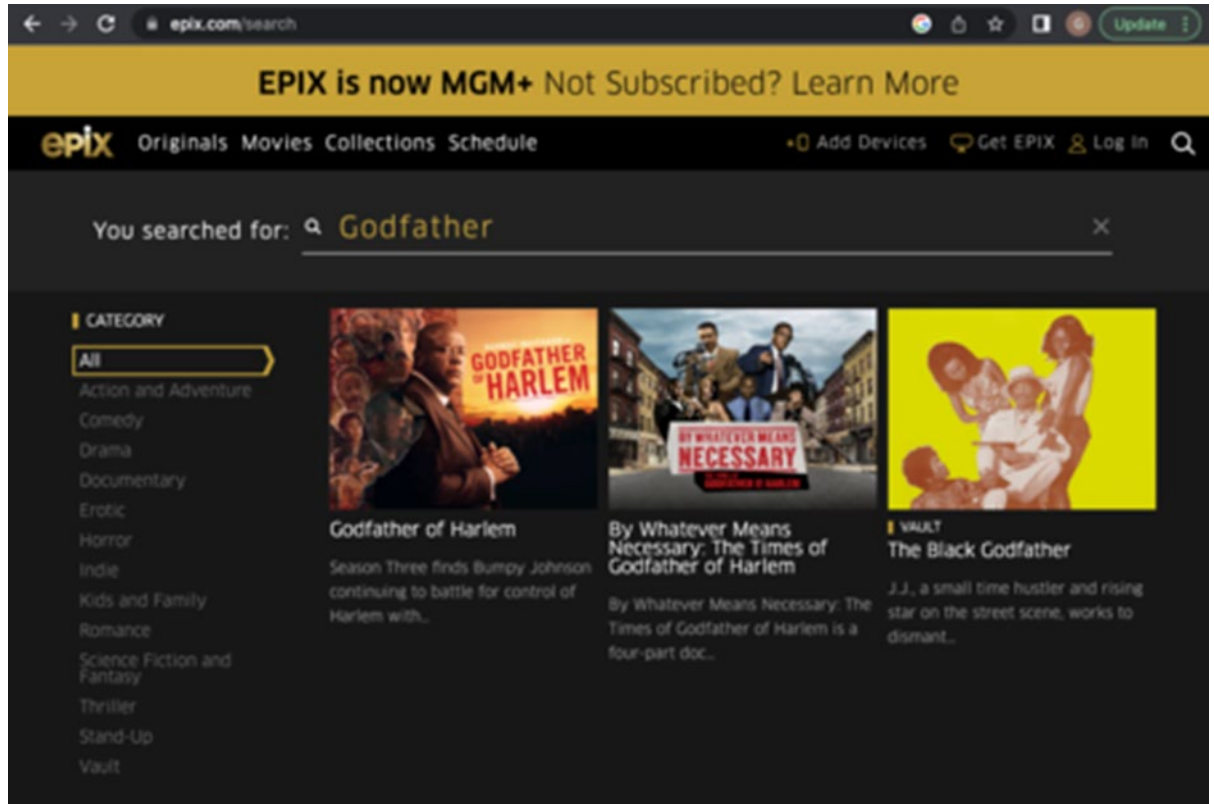 epix.com/search
G
Update
EPIX is now MGM+ Not Subscribed? Learn More
epix Originals Movies Collections Schedule Add Devices Get EPIX Log In
You searched for: Godfather
CATEGORY
All
Action and Adventure
Comedy
Drama
Documentary
Erotic
Horror
Indie
Kids and Family
Romance
Science Fiction and
Fantasy
Thriller
Stand-Up
Vault
GODFATHER
OF HARLEM
Godfather of Harlem
Season Three finds Bumpy Johnson
continuing to battle for control of
Harlem with...
BY WHATEVER MEANS
NECESSARY
GODFATHER OF HARLEM
By Whatever Means
Necessary: The Times of
Godfather of Harlem
By Whatever Means Necessary: The
Times of Godfather of Harlem is a
four-part doc...
VAULT
The Black Godfather
J.J., a small time hustler and rising
star on the street scene, works to
dismant...